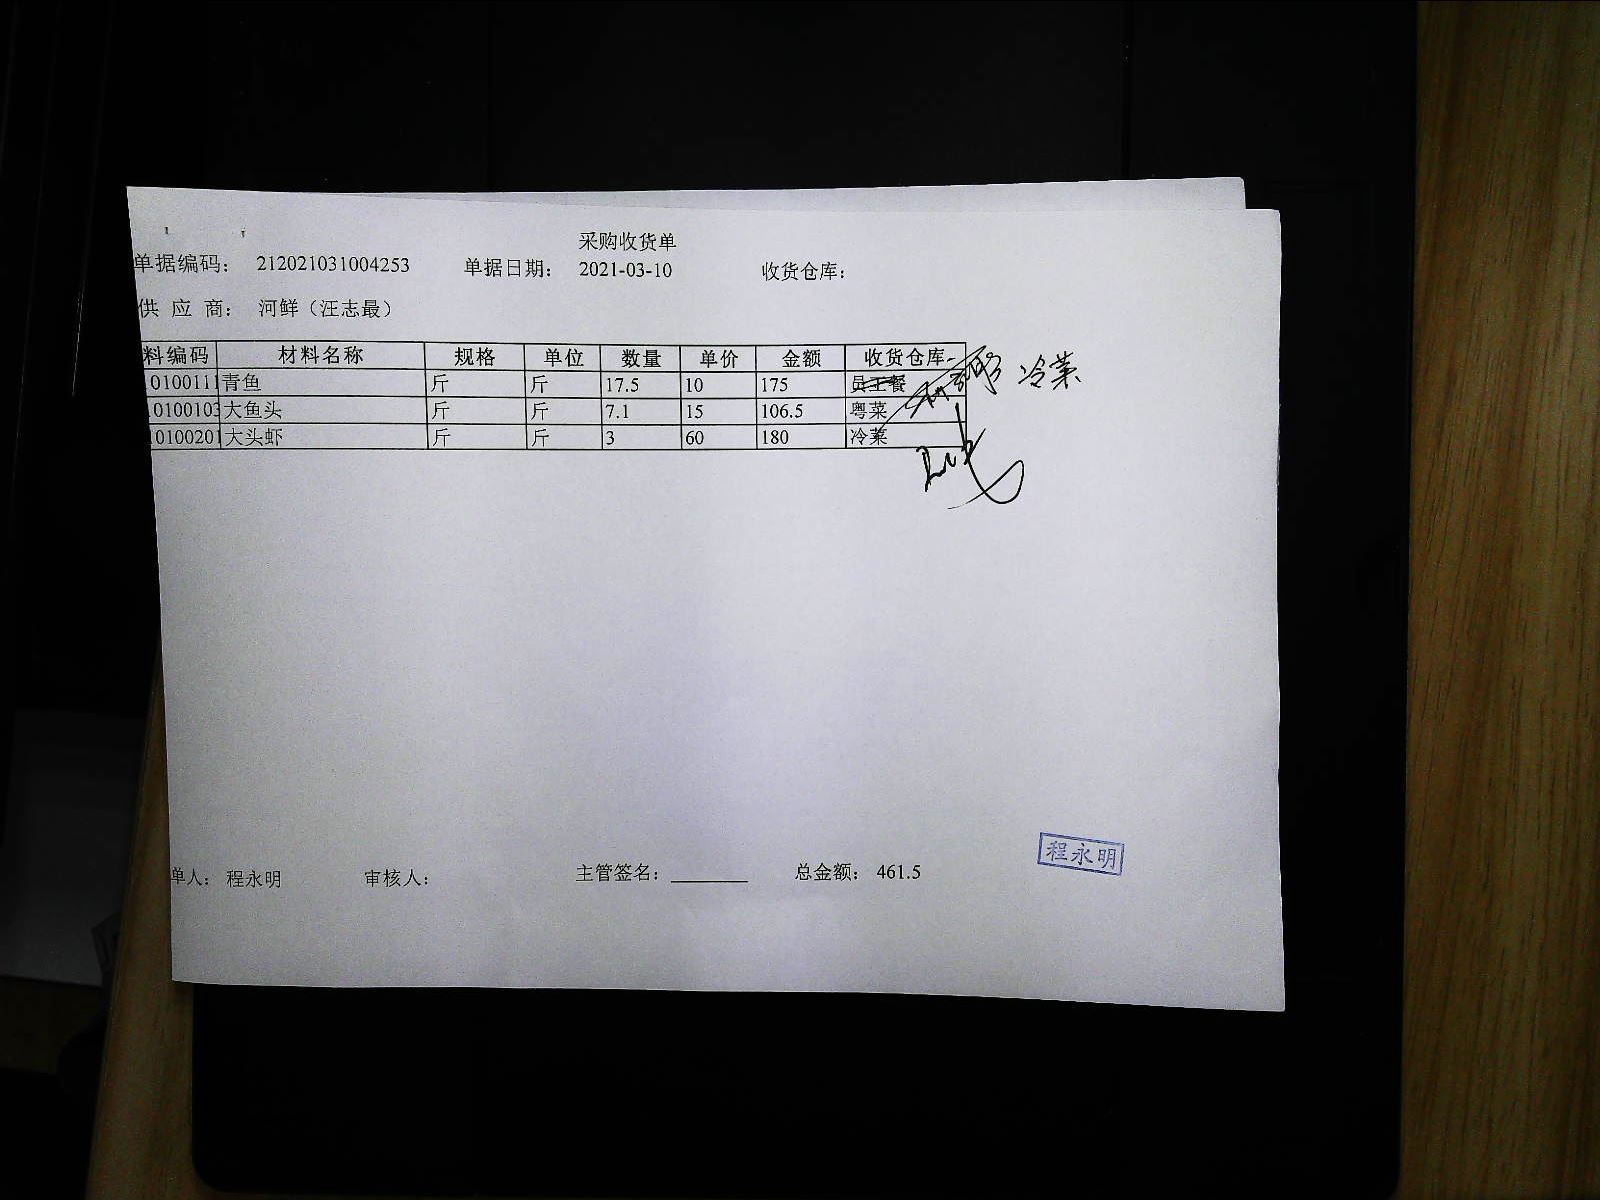 采购收货单
单据编码： 212021031004253 单据日期： 2021-03-10 收货仓库：
供 应 商： 河鲜（汪志最）
料编码 材料名称 规格 单位 数量 单价 金额 收货仓库
0100111 青鱼 斤 斤 17.5 10 175 员工餐 冷菜
10100103 大鱼头 斤 斤 7.1 15 106.5 粤菜
10100201 大头虾 斤 斤 3 60 180 冷菜
单人： 程永明 审核人： 主管签名： 总金额： 461.5
程永明